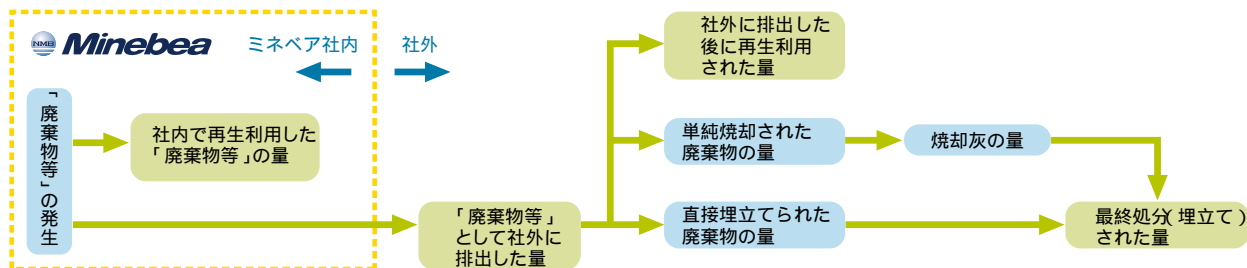 NMB Minebea
ミネベア社内
社外
「廃棄物等」の発生
社内で再生利用した
「廃棄物等」の量
「廃棄物等」
として社外に
排出した量
社外に排出した
後に再生利用
された量
単純焼却された
廃棄物の量
焼却灰の量
直接埋立てられた
廃棄物の量
最終処分(埋立て)
された量